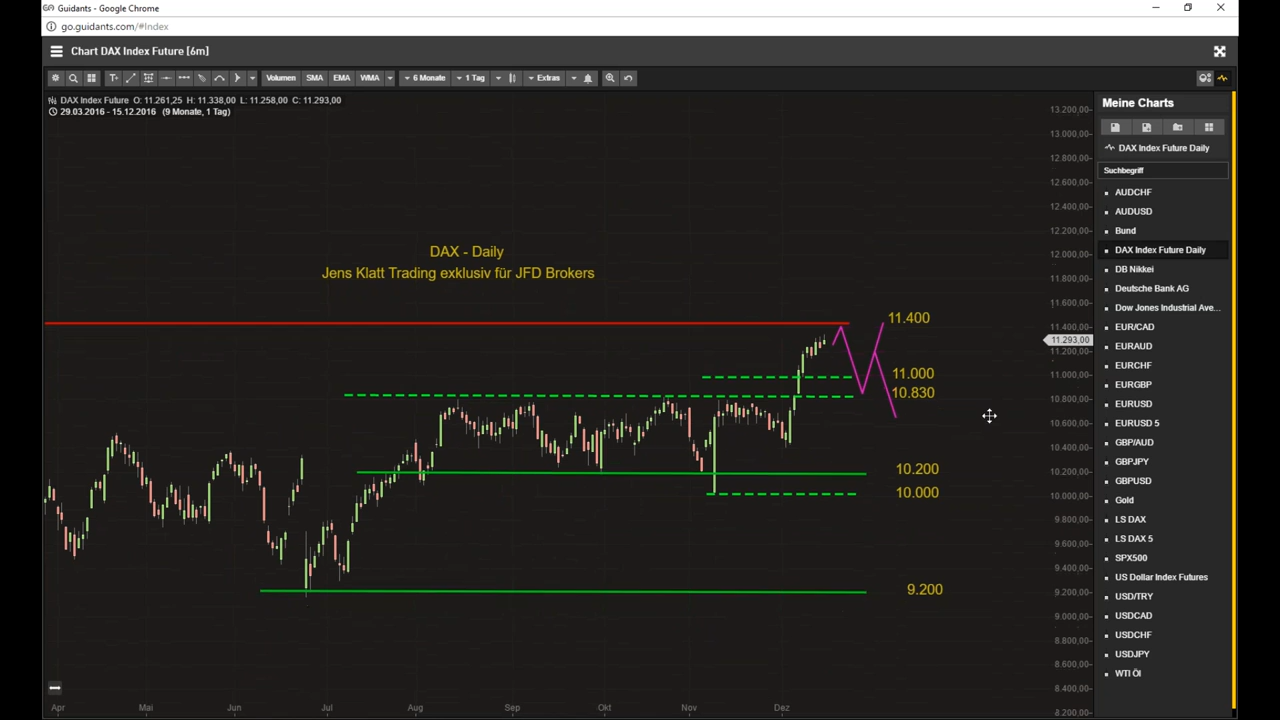 Guidants - Google Chrome
go.guidants.com/#Index
Chart DAX Index Future [6m]
Volumen SMA EMA WMA 6 Monate 1 Tag Extras
DAX Index Future O: 11.261,25 H: 11.338,00 L: 11.258,00 C: 11.293,00
29.03.2016 - 15.12.2016 (9 Monate, 1 Tag)
DAX - Daily
Jens Klatt Trading exklusiv für JFD Brokers
11.400
11.000
10.830
10.200
10.000
9.200
13.200,00
13.000,00
12.800,00
12.600,00
12.400,00
12.200,00
12.000,00
11.800,00
11.600,00
11.400,00
11.293,00
11.200,00
11.000,00
10.800,00
10.600,00
10.400,00
10.200,00
10.000,00
9.800,00
9.600,00
9.400,00
9.200,00
9.000,00
8.800,00
8.600,00
8.400,00
8.200,00
Apr Mai Jun Jul Aug Sep Okt Nov Dez
Meine Charts
DAX Index Future Daily
Suchbegriff
AUDCHF
AUDUSD
Bund
DAX Index Future Daily
DB Nikkei
Deutsche Bank AG
Dow Jones Industrial Ave...
EUR/CAD
EURAUD
EURCHF
EURGBP
EURUSD
EURUSD 5
GBP/AUD
GBPJPY
GBPUSD
Gold
LS DAX
LS DAX 5
SPX500
US Dollar Index Futures
USD/TRY
USDCAD
USDCHF
USDJPY
WTI Öl